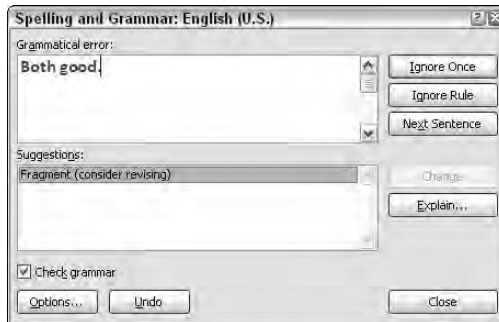 Spelling and Grammar: English (U.S.)
Grammatical error:
Both good.
Ignore Once
Ignore Rule
Next Sentence
Suggestions:
Fragment (consider revising)
Change
Explain...
Check grammar
Options...
Undo
Close